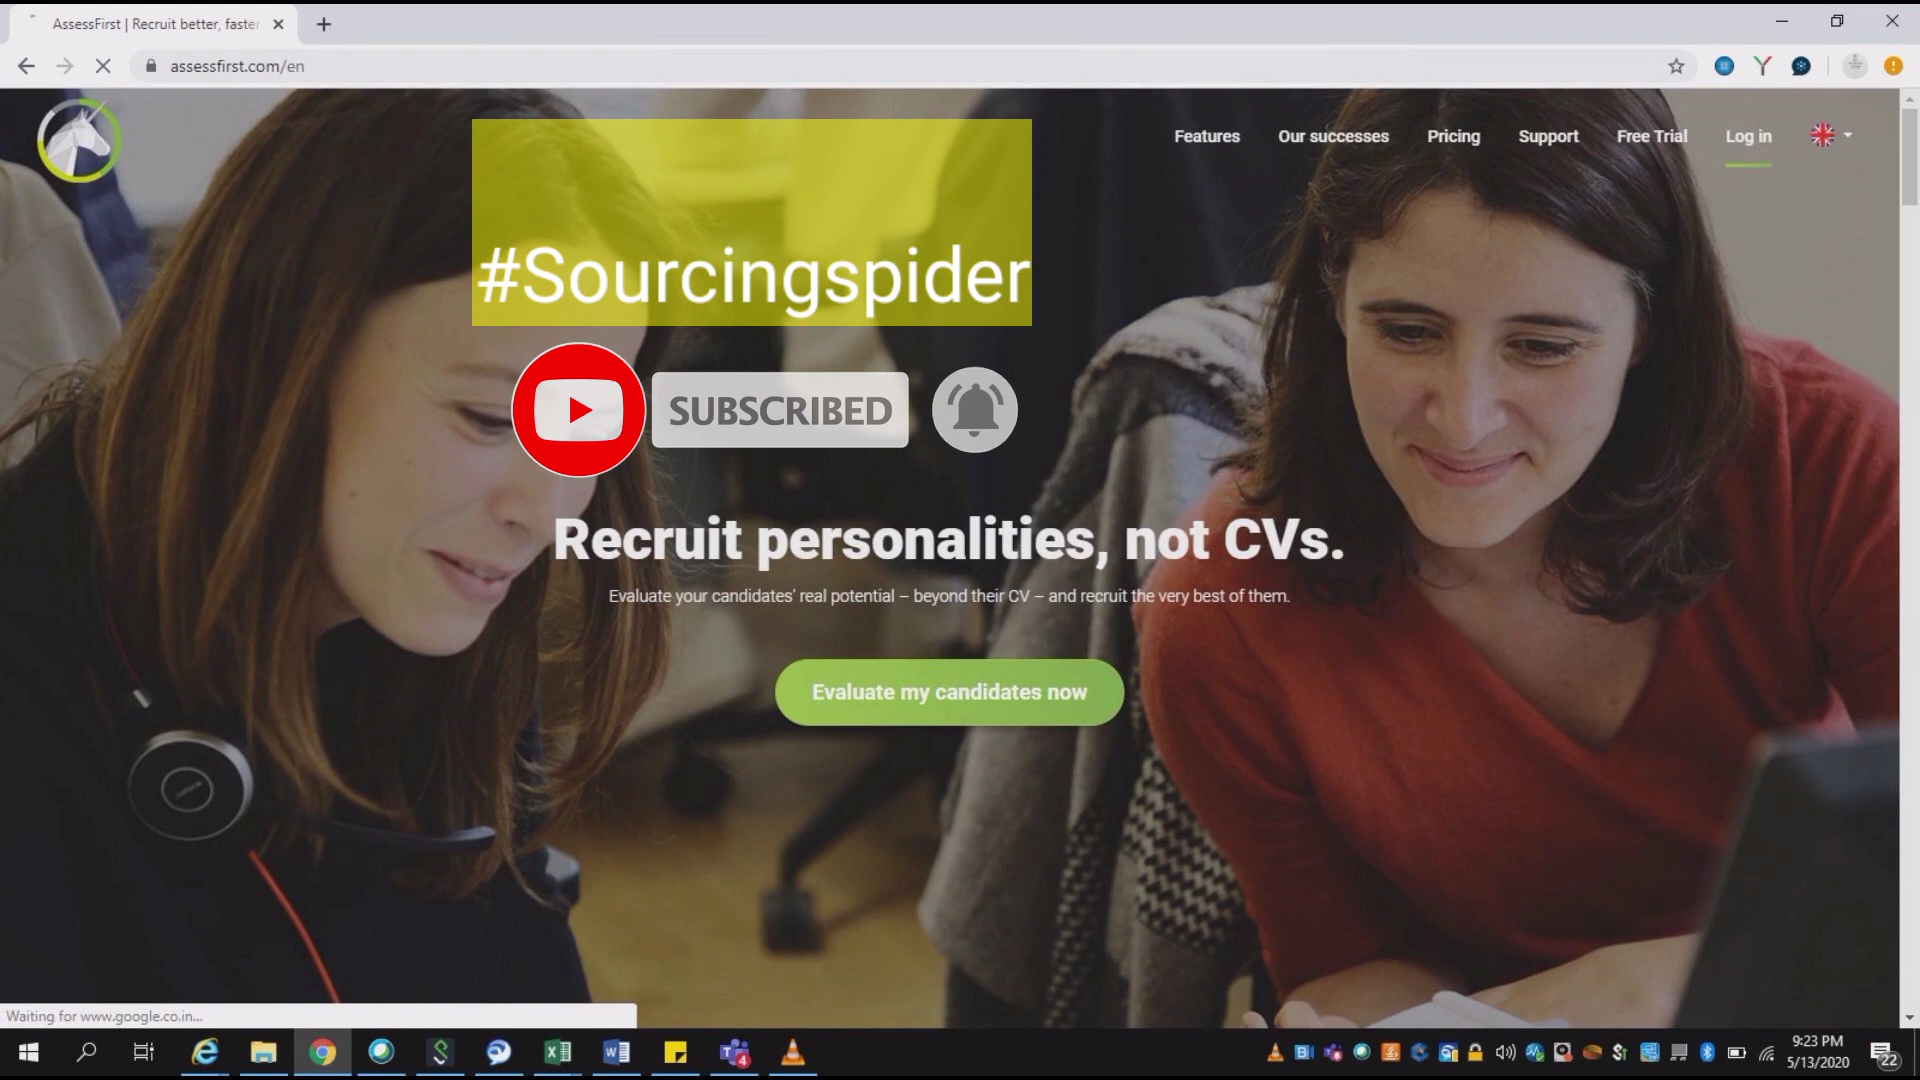 AssessFirst | Recruit better, faster
assessfirst.com/en
Features Our successes Pricing Support Free Trial Log in
#Sourcingspider
SUBSCRIBED
Recruit personalities, not CVs.
Evaluate your candidates' real potential – beyond their CV – and recruit the very best of them.
Evaluate my candidates now
Waiting for www.google.co.in...
9:23 PM
5/13/2020
4
22